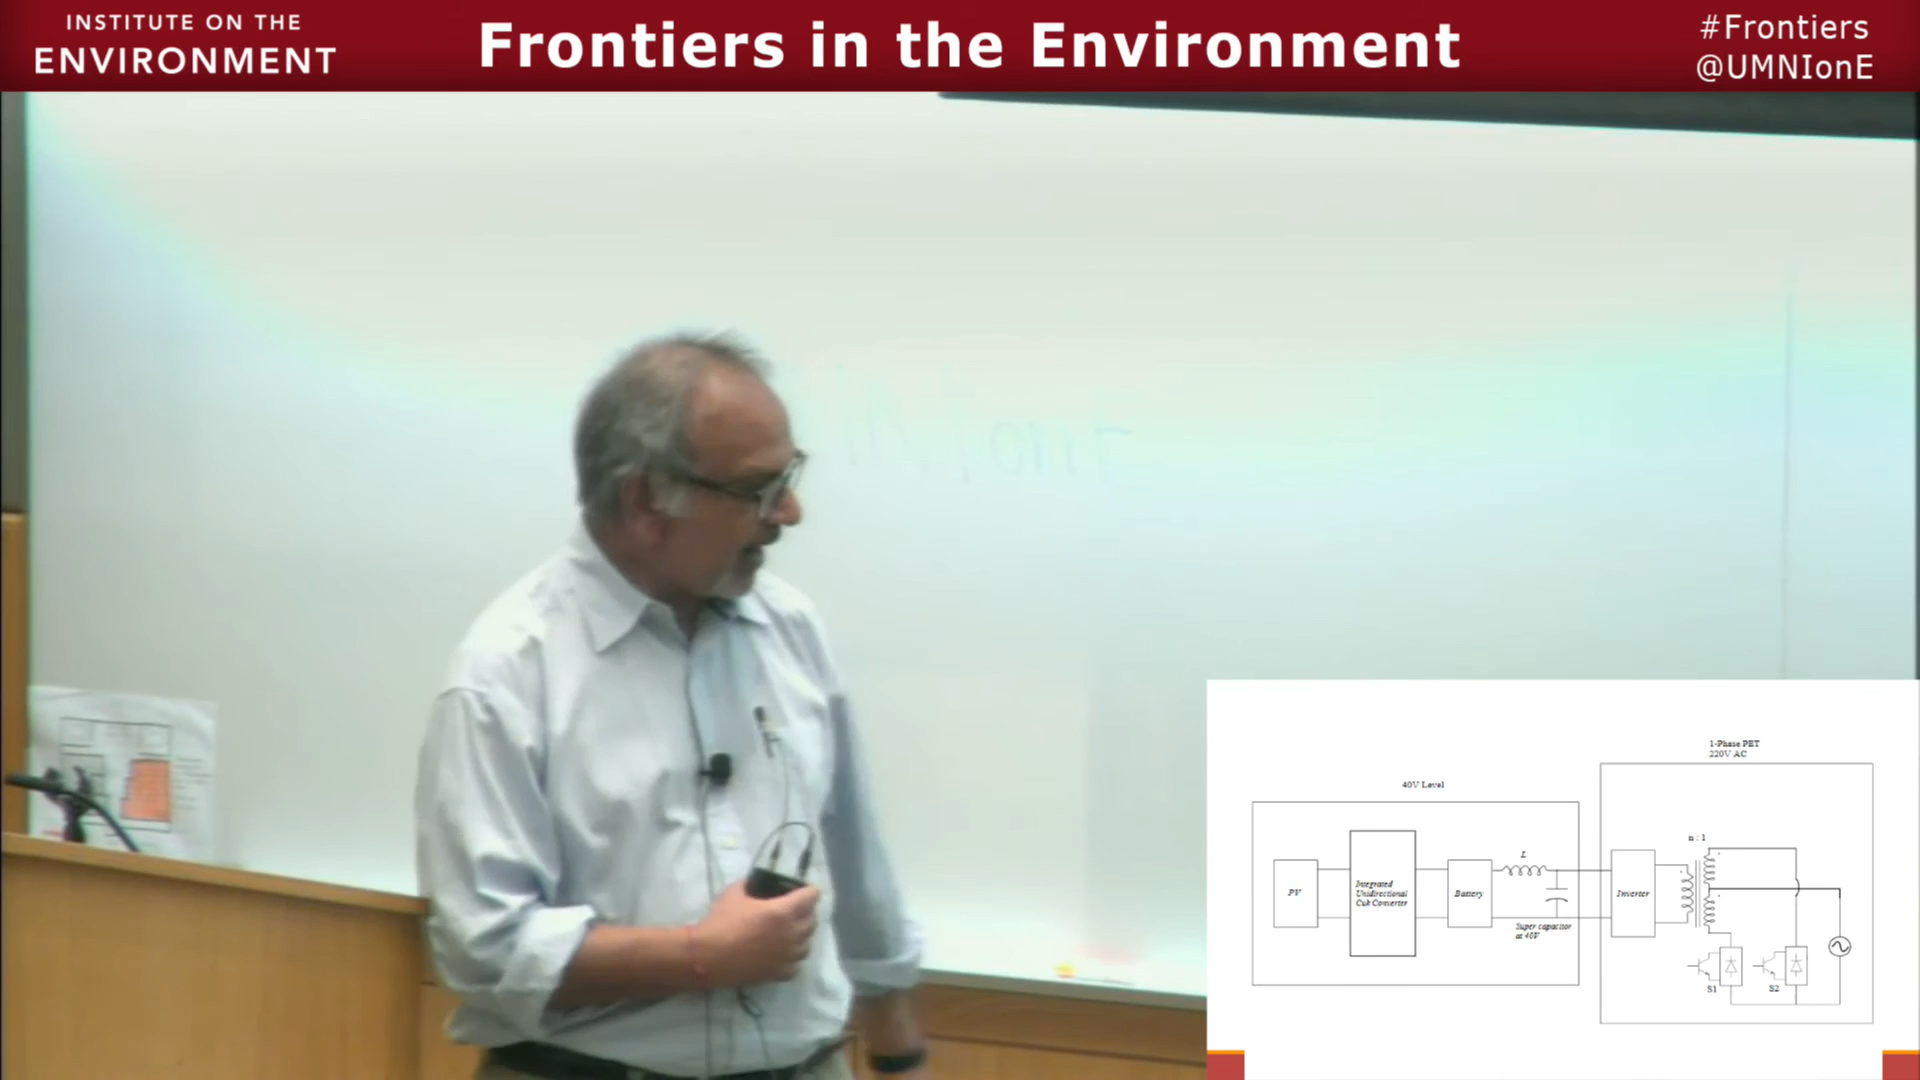 INSTITUTE ON THE
ENVIRONMENT
Frontiers in the Environment
#Frontiers
@UMNIonE
1-Phase PET
220V AC
40V Level
n : 1
L
PV
Integrated
Unidirectional
Cuk Converter
Battery
Inverter
Super capacitor
at 40V
S1
S2